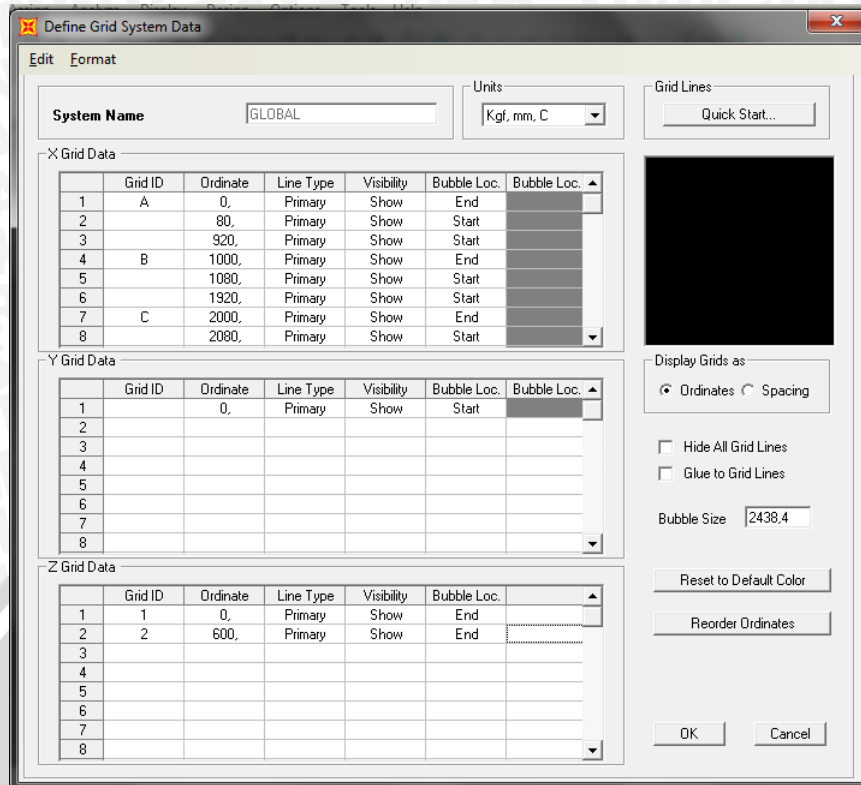 Define Grid System Data
Edit Format
System Name GLOBAL
Units
Kgf, mm, C
Grid Lines
Quick Start...
X Grid Data
Grid ID Ordinate Line Type Visibility Bubble Loc. Bubble Loc.
1 A 0, Primary Show End
2 80, Primary Show Start
3 920, Primary Show Start
4 B 1000, Primary Show End
5 1080, Primary Show Start
6 1920, Primary Show Start
7 C 2000, Primary Show End
8 2080, Primary Show Start
Y Grid Data
Grid ID Ordinate Line Type Visibility Bubble Loc. Bubble Loc.
1 0, Primary Show Start
2
3
4
5
6
7
8
Z Grid Data
Grid ID Ordinate Line Type Visibility Bubble Loc.
1 1 0, Primary Show End
2 2 600, Primary Show End
3
4
5
6
7
8
Display Grids as
Ordinates Spacing
Hide All Grid Lines
Glue to Grid Lines
Bubble Size 2438,4
Reset to Default Color
Reorder Ordinates
OK Cancel